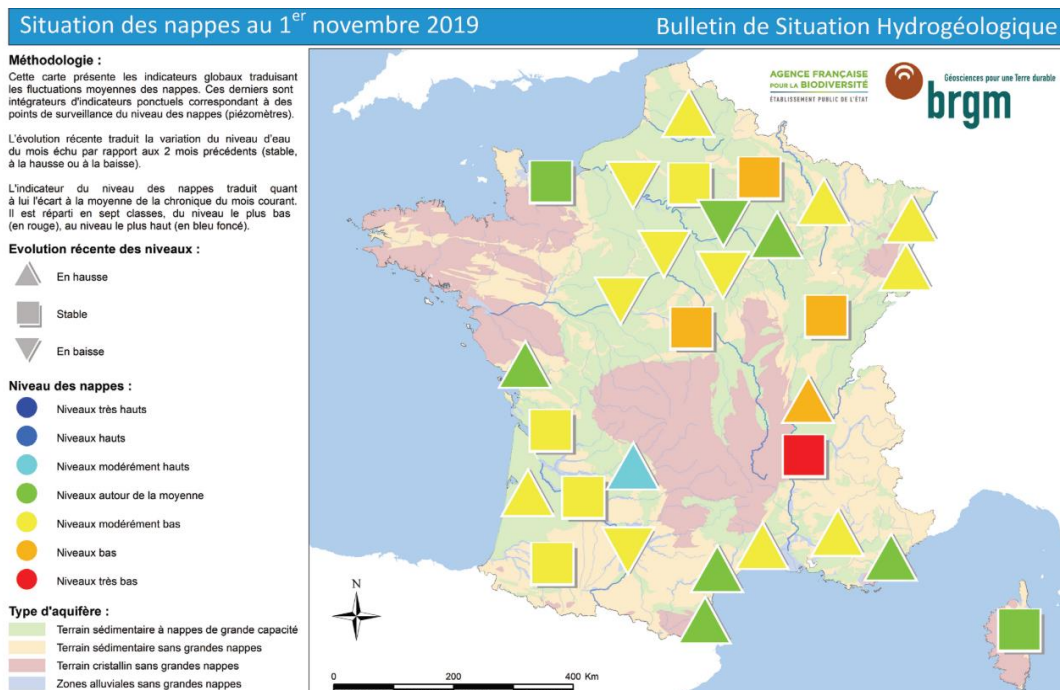 Situation des nappes au 1er novembre 2019
Bulletin de Situation Hydrogéologique
Méthodologie :
Cette carte présente les indicateurs globaux traduisant
les fluctuations moyennes des nappes. Ces derniers sont
intégrateurs d'indicateurs ponctuels correspondant à des
points de surveillance du niveau des nappes (piézomètres).
L'évolution récente traduit la variation du niveau d'eau
du mois échu par rapport aux 2 mois précédents (stable,
à la hausse ou à la baisse).
L'indicateur du niveau des nappes traduit quant
à lui l'écart à la moyenne de la chronique du mois courant.
Il est réparti en sept classes, du niveau le plus bas
(en rouge), au niveau le plus haut (en bleu foncé).
Evolution récente des niveaux :
En hausse
Stable
En baisse
Niveau des nappes :
Niveaux très hauts
Niveaux hauts
Niveaux modérément hauts
Niveaux autour de la moyenne
Niveaux modérément bas
Niveaux bas
Niveaux très bas
Type d'aquifère :
Terrain sédimentaire à nappes de grande capacité
Terrain sédimentaire sans grandes nappes
Terrain cristallin sans grandes nappes
Zones alluviales sans grandes nappes
AGENCE FRANÇAISE
POUR LA BIODIVERSITÉ
ÉTABLISSEMENT PUBLIC DE L'ÉTAT
Géosciences pour une Terre durable
brgm
N
0 200 400 Km